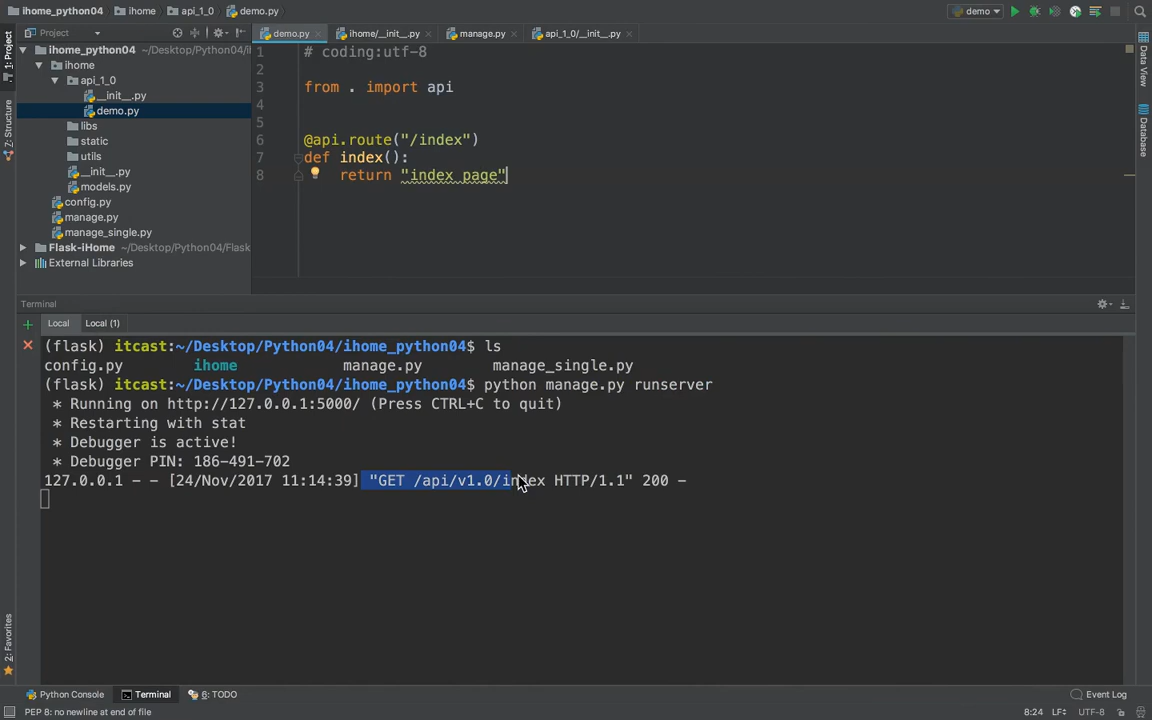 ihome_python04 ihome api_1_0 demo.py demo
Project demo.py ihome/__init__.py manage.py api_1_0/__init__.py
1: Project
Z: Structure
2: Favorites
Data View
Database
ihome_python04 ~/Desktop/Python04/i
ihome
api_1_0
__init__.py
demo.py
libs
static
utils
__init__.py
models.py
config.py
manage.py
manage_single.py
Flask-iHome ~/Desktop/Python04/Flask
External Libraries
1 # coding:utf-8
2
3 from . import api
4
5
6 @api.route("/index")
7 def index():
8 return "index page"
Terminal
Local Local (1)
(flask) itcast:~/Desktop/Python04/ihome_python04$ ls
config.py ihome manage.py manage_single.py
(flask) itcast:~/Desktop/Python04/ihome_python04$ python manage.py runserver
* Running on http://127.0.0.1:5000/ (Press CTRL+C to quit)
* Restarting with stat
* Debugger is active!
* Debugger PIN: 186-491-702
127.0.0.1 - - [24/Nov/2017 11:14:39] "GET /api/v1.0/index HTTP/1.1" 200 -
Python Console Terminal 6: TODO Event Log
PEP 8: no newline at end of file 8:24 LF UTF-8